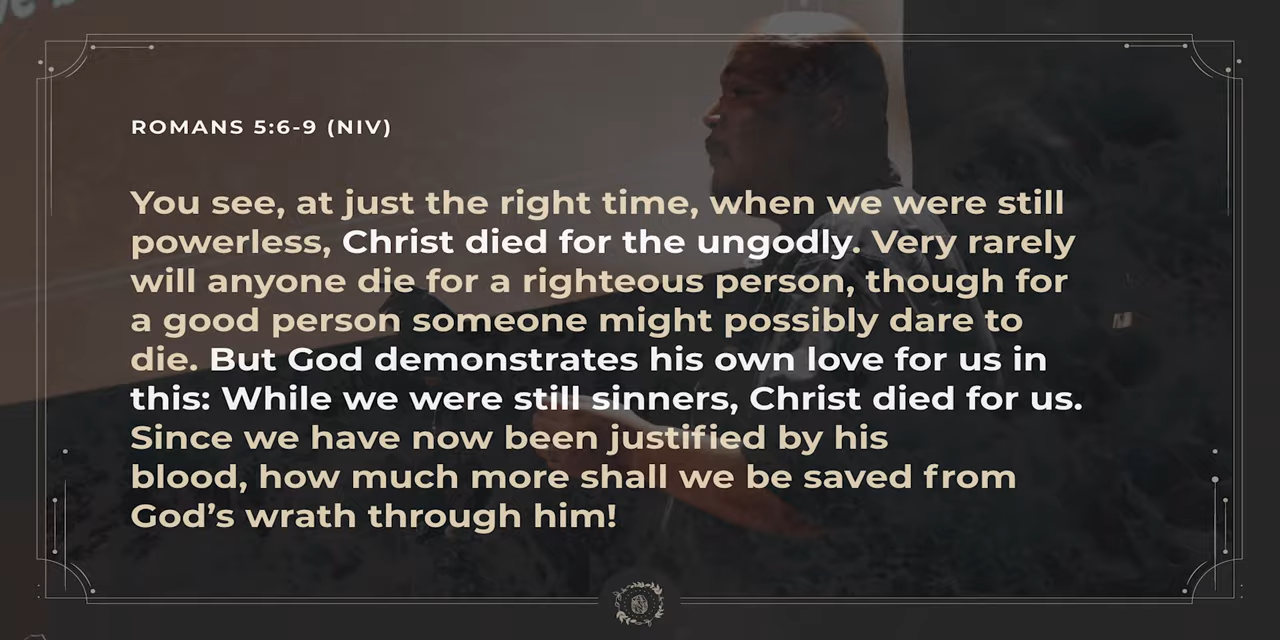 ROMANS 5:6-9 (NIV)
You see, at just the right time, when we were still
powerless, Christ died for the ungodly. Very rarely
will anyone die for a righteous person, though for
a good person someone might possibly dare to
die. But God demonstrates his own love for us in
this: While we were still sinners, Christ died for us.
Since we have now been justified by his
blood, how much more shall we be saved from
God’s wrath through him!